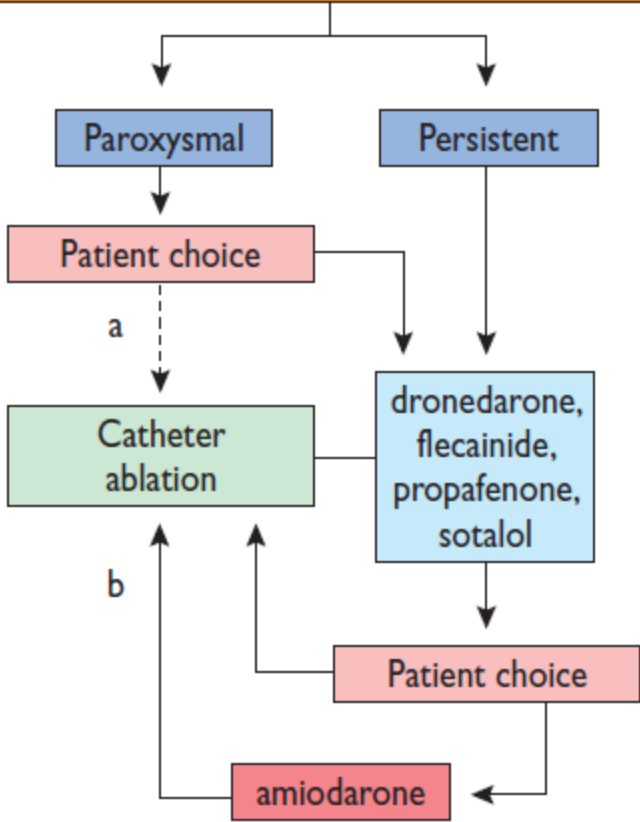 Paroxysmal
Persistent
Patient choice
a
Catheter
ablation
dronedarone,
flecainide,
propafenone,
sotalol
b
Patient choice
amiodarone